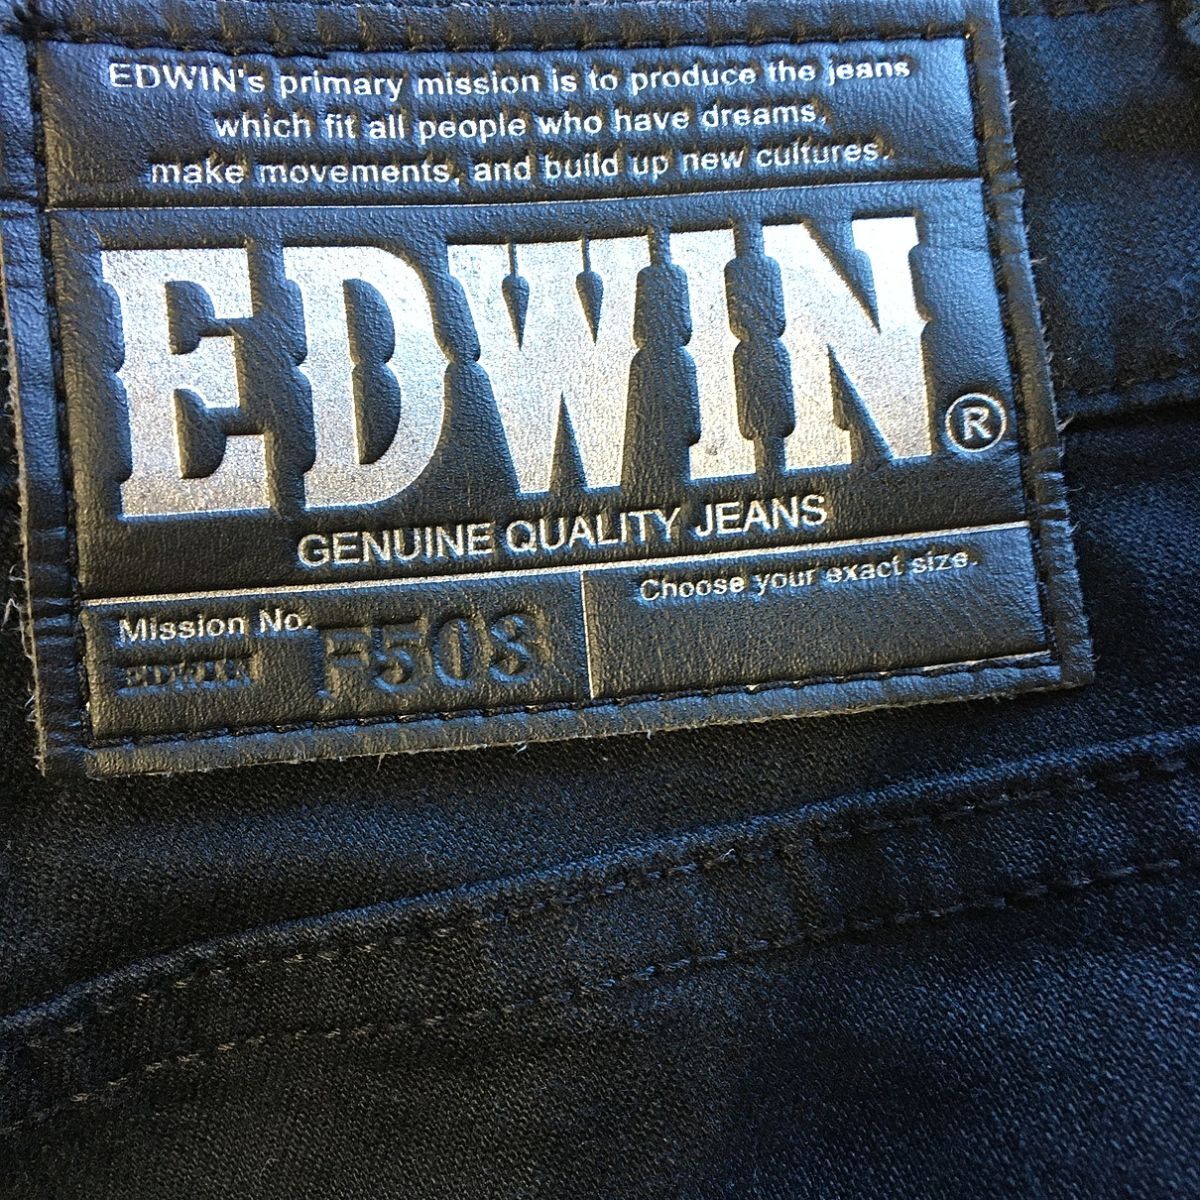 EDWIN's primary mission is to produce the jeans
which fit all people who have dreams,
make movements, and build up new cultures.
EDWIN®
GENUINE QUALITY JEANS
Mission No.
EDWIN F503
Choose your exact size.